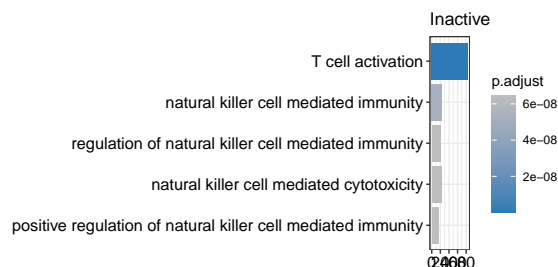 Inactive
T cell activation
natural killer cell mediated immunity
regulation of natural killer cell mediated immunity
natural killer cell mediated cytotoxicity
positive regulation of natural killer cell mediated immunity
p.adjust
6e−08
4e−08
2e−08